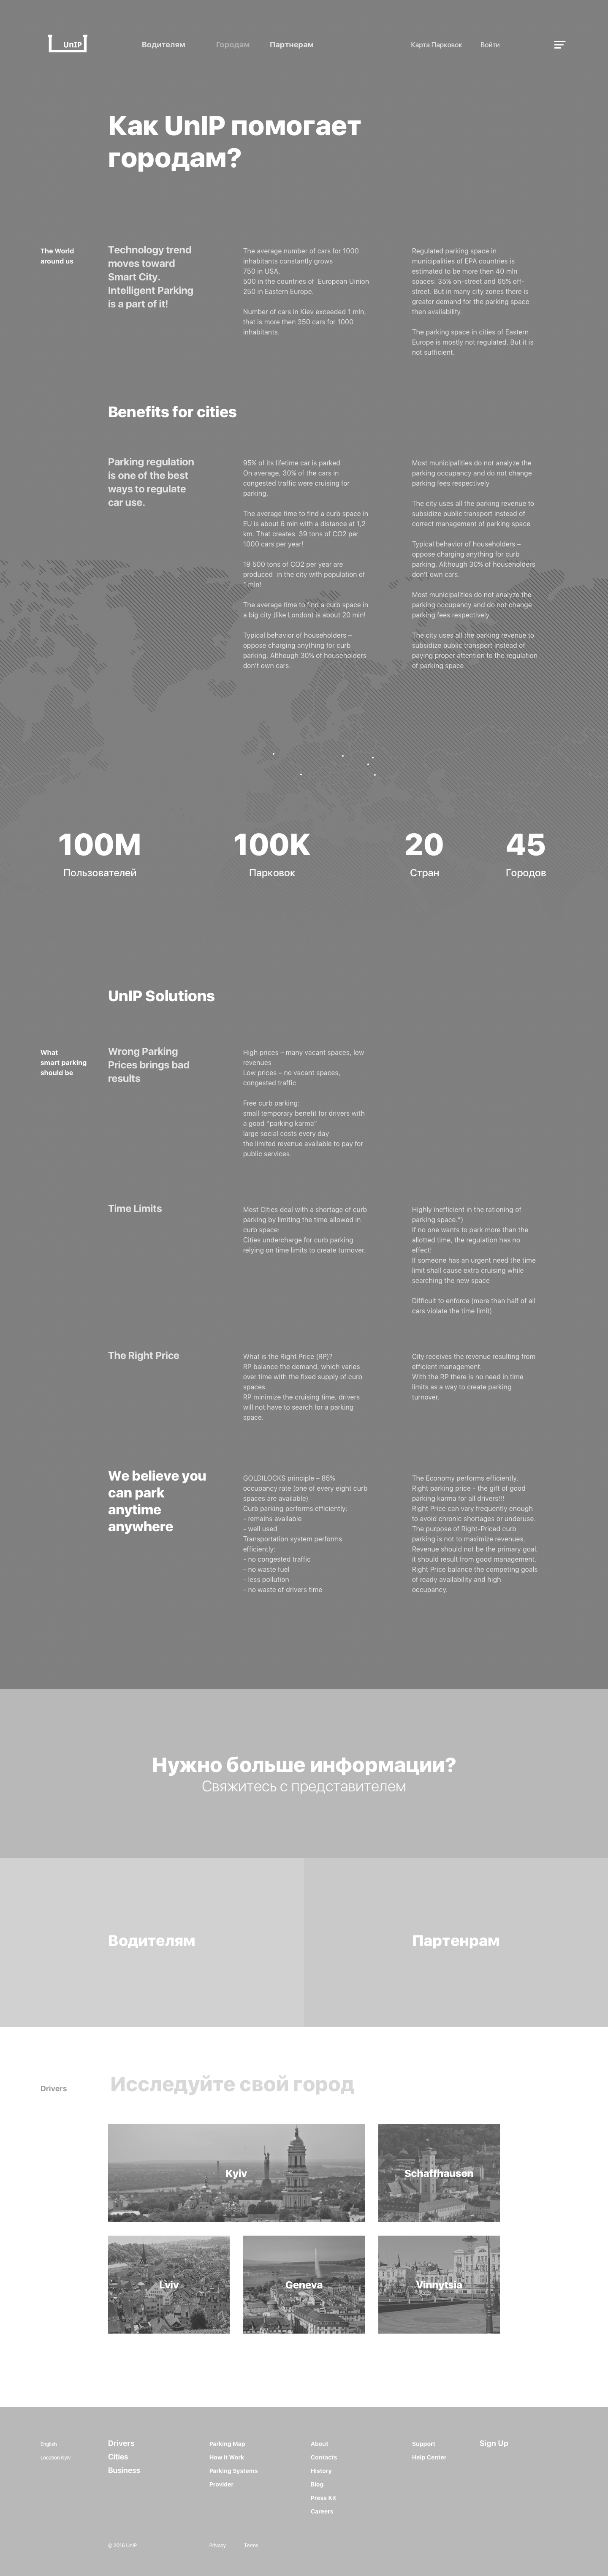 UnIP
Водителям
Городам
Партнерам
Карта Парковок
Войти
Как UnIP помогает
городам?
The World
around us
Technology trend
moves toward
Smart City.
Intelligent Parking
is a part of it!
The average number of cars for 1000
inhabitants constantly grows
750 in USA,
500 in the countries of European Uinion
250 in Eastern Europe.
Number of cars in Kiev exceeded 1 mln,
that is more then 350 cars for 1000
inhabitants.
Regulated parking space in
municipalities of EPA countries is
estimated to be more then 40 mln
spaces: 35% on-street and 65% off-
street. But in many city zones there is
greater demand for the parking space
then availability.
The parking space in cities of Eastern
Europe is mostly not regulated. But it is
not sufficient.
Benefits for cities
Parking regulation
is one of the best
ways to regulate
car use.
95% of its lifetime car is parked
On average, 30% of the cars in
congested traffic were cruising for
parking.
The average time to find a curb space in
EU is about 6 min with a distance at 1,2
km. That creates 39 tons of CO2 per
1000 cars per year!
19 500 tons of CO2 per year are
produced in the city with population of
1 mln!
The average time to find a curb space in
a big city (like London) is about 20 min!
Typical behavior of householders –
oppose charging anything for curb
parking. Although 30% of householders
don't own cars.
Most municipalities do not analyze the
parking occupancy and do not change
parking fees respectively
The city uses all the parking revenue to
subsidize public transport instead of
correct management of parking space
Typical behavior of householders –
oppose charging anything for curb
parking. Although 30% of householders
don't own cars.
Most municipalities do not analyze the
parking occupancy and do not change
parking fees respectively
The city uses all the parking revenue to
subsidize public transport instead of
paying proper attention to the regulation
of parking space
100M
Пользователей
100K
Парковок
20
Стран
45
Городов
UnIP Solutions
What
smart parking
should be
Wrong Parking
Prices brings bad
results
High prices – many vacant spaces, low
revenues
Low prices – no vacant spaces,
congested traffic
Free curb parking:
small temporary benefit for drivers with
a good "parking karma"
large social costs every day
the limited revenue available to pay for
public services.
Time Limits
Most Cities deal with a shortage of curb
parking by limiting the time allowed in
curb space:
Cities undercharge for curb parking
relying on time limits to create turnover.
Highly inefficient in the rationing of
parking space.*)
If no one wants to park more than the
allotted time, the regulation has no
effect!
If someone has an urgent need the time
limit shall cause extra cruising while
searching the new space
Difficult to enforce (more than half of all
cars violate the time limit)
The Right Price
What is the Right Price (RP)?
RP balance the demand, which varies
over time with the fixed supply of curb
spaces.
RP minimize the cruising time, drivers
will not have to search for a parking
space.
City receives the revenue resulting from
efficient management.
With the RP there is no need in time
limits as a way to create parking
turnover.
We believe you
can park
anytime
anywhere
GOLDILOCKS principle – 85%
occupancy rate (one of every eight curb
spaces are available)
Curb parking performs efficiently:
- remains available
- well used
Transportation system performs
efficiently:
- no congested traffic
- no waste fuel
- less pollution
- no waste of drivers time
The Economy performs efficiently.
Right parking price - the gift of good
parking karma for all drivers!!!
Right Price can vary frequently enough
to avoid chronic shortages or underuse.
The purpose of Right-Priced curb
parking is not to maximize revenues.
Revenue should not be the primary goal,
it should result from good management.
Right Price balance the competing goals
of ready availability and high
occupancy.
Нужно больше информации?
Свяжитесь с представителем
Водителям
Партенрам
Drivers
Исследуйте свой город
Kyiv
Schaffhausen
Lviv
Geneva
Vinnytsia
English
Location Kyiv
Drivers
Cities
Business
Parking Map
How it Work
Parking Systems
Provider
About
Contacts
History
Blog
Press Kit
Careers
Support
Help Center
Sign Up
© 2016 UnIP
Privacy
Terms